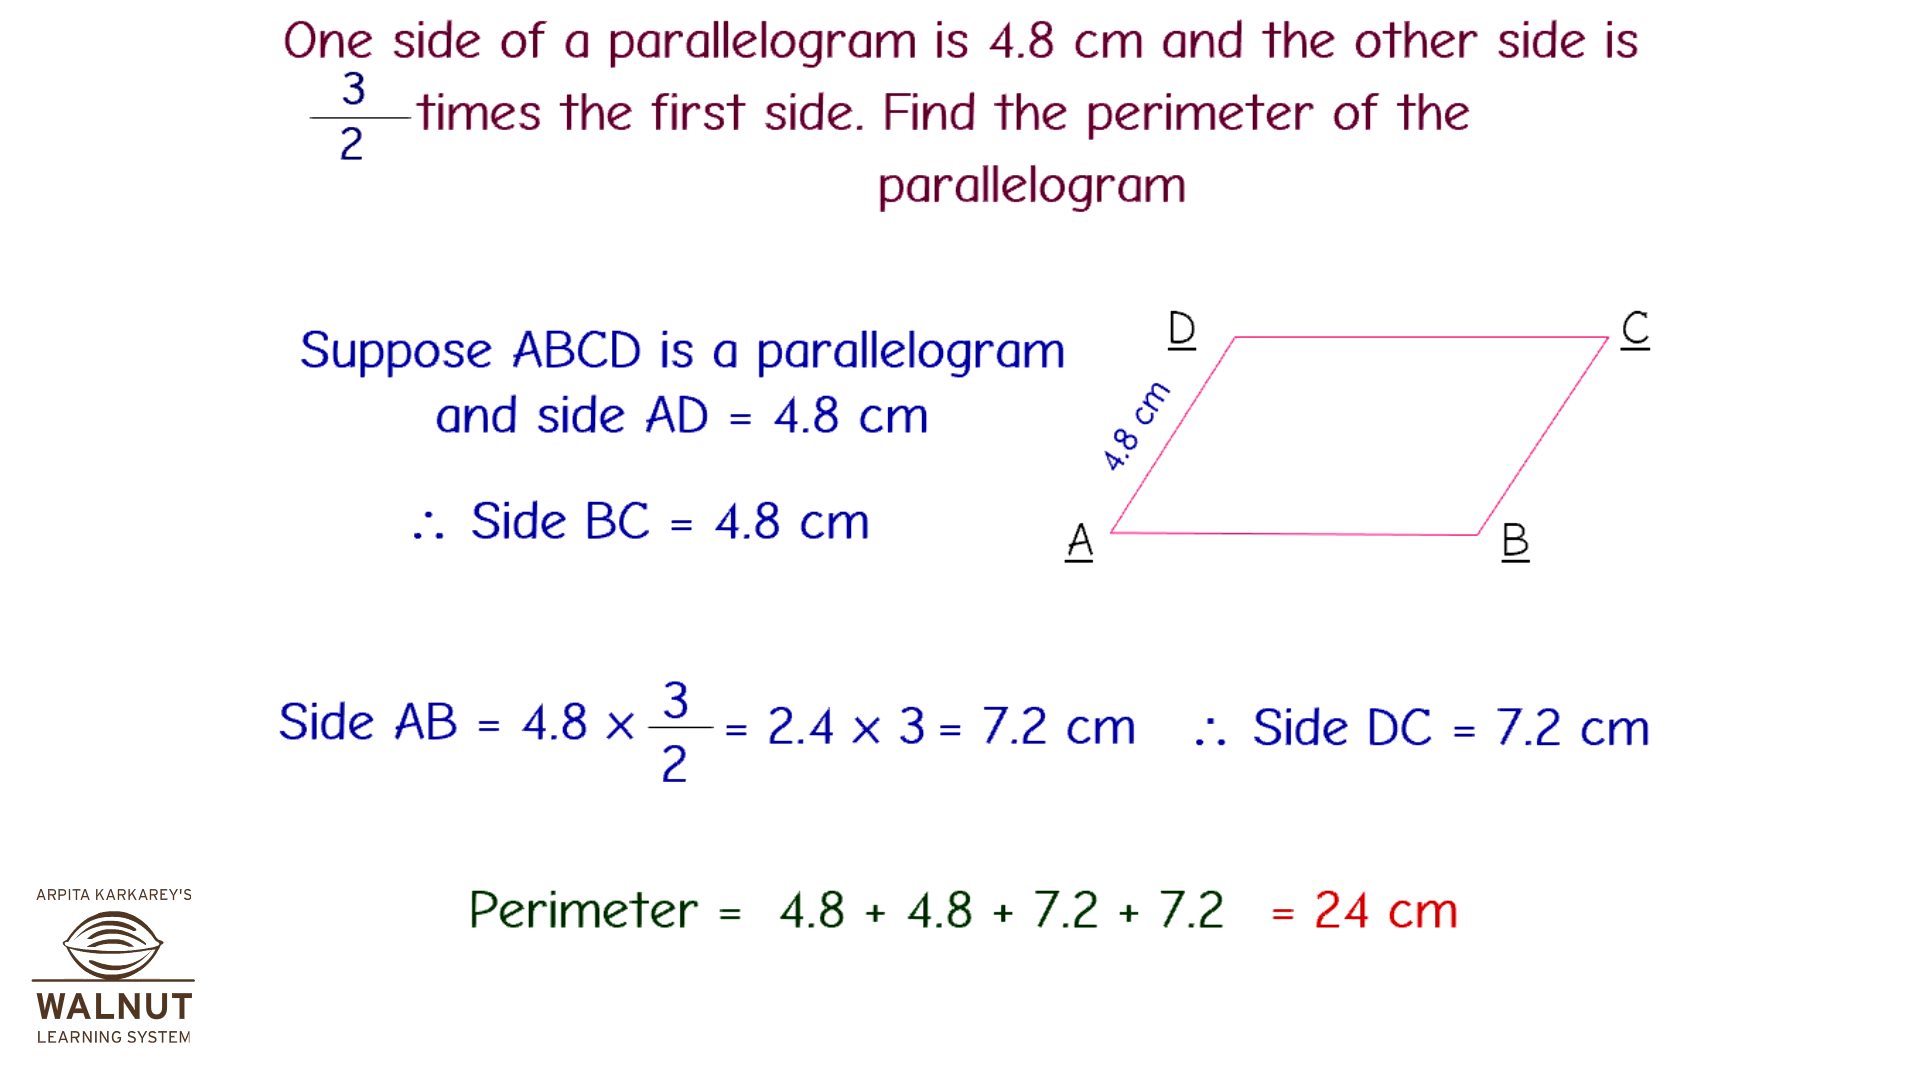 One side of a parallelogram is 4.8 cm and the other side is
3/2 times the first side. Find the perimeter of the
parallelogram
Suppose ABCD is a parallelogram
and side AD = 4.8 cm
∴ Side BC = 4.8 cm
D
C
4.8 cm
A
B
Side AB = 4.8 × 3/2 = 2.4 × 3 = 7.2 cm ∴ Side DC = 7.2 cm
Perimeter = 4.8 + 4.8 + 7.2 + 7.2 = 24 cm
ARPITA KARKAREY'S
WALNUT
LEARNING SYSTEM